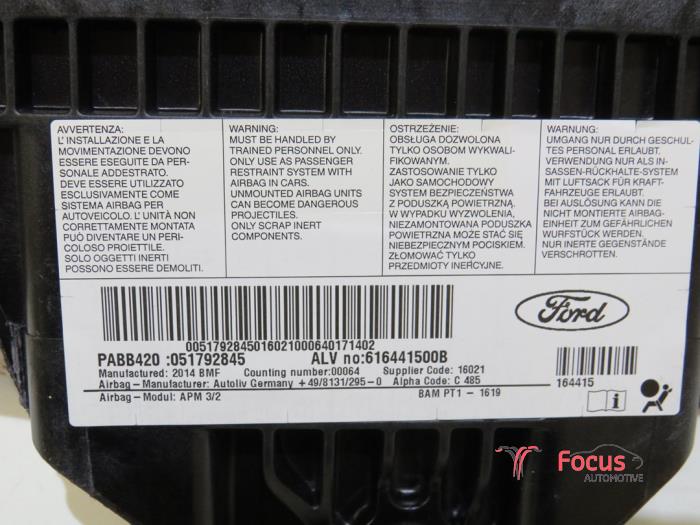 AVVERTENZA:
L' INSTALLAZIONE E LA
MOVIMENTAZIONE DEVONO
ESSERE ESEGUITE DA PER-
SONALE ADDESTRATO.
DEVE ESSERE UTILIZZATO
ESCLUSIVAMENTE COME
SISTEMA AIRBAG PER
AUTOVEICOLO. L' UNITÀ NON
CORRETTAMENTE MONTATA
PUÒ DIVENTARE UN PERI-
COLOSO PROIETTILE.
SOLO OGGETTI INERTI
POSSONO ESSERE DEMOLITI.
WARNING:
MUST BE HANDLED BY
TRAINED PERSONNEL ONLY.
ONLY USE AS PASSENGER
RESTRAINT SYSTEM WITH
AIRBAG IN CARS.
UNMOUNTED AIRBAG UNITS
CAN BECOME DANGEROUS
PROJECTILES.
ONLY SCRAP INERT
COMPONENTS.
OSTRZEŻENIE:
OBSŁUGA DOZWOLONA
TYLKO OSOBOM WYKWALI-
FIKOWANYM.
ZASTOSOWANIE TYLKO
JAKO SAMOCHODOWY
SYSTEM BEZPIECZEŃSTWA
Z PODUSZKĄ POWIETRZNĄ.
W WYPADKU WYZWOLENIA,
NIEZAMONTOWANA PODUSZKA
POWIETRZNA MOŻE STAĆ SIĘ
NIEBEZPIECZNYM POCISKIEM.
ZŁOMOWAĆ TYLKO
PRZEDMIOTY INERCYJNE.
WARNUNG:
UMGANG NUR DURCH GESCHUL-
TES PERSONAL ERLAUBT.
VERWENDUNG NUR ALS IN-
SASSEN-RÜCKHALTE-SYSTEM
MIT LUFTSACK FÜR KRAFT-
FAHRZEUGE ERLAUBT.
BEI AUSLÖSUNG KANN DIE
NICHT MONTIERTE AIRBAG-
EINHEIT ZUM GEFÄHRLICHEN
WURFSTÜCK WERDEN.
NUR INERTE GEGENSTÄNDE
VERSCHROTTEN.
00517928450160210006401714 02
PABB420 :051792845 ALV no:616441500B
Manufactured: 2014 BMF Counting number:00064 Supplier Code: 16021
Airbag - Manufacturer: Autoliv Germany +49/8131/295-0 Alpha Code: C 485
Airbag - Modul: APM 3/2 BAM PT1 - 1619
Ford
164415
i
Focus
AUTOMOTIVE